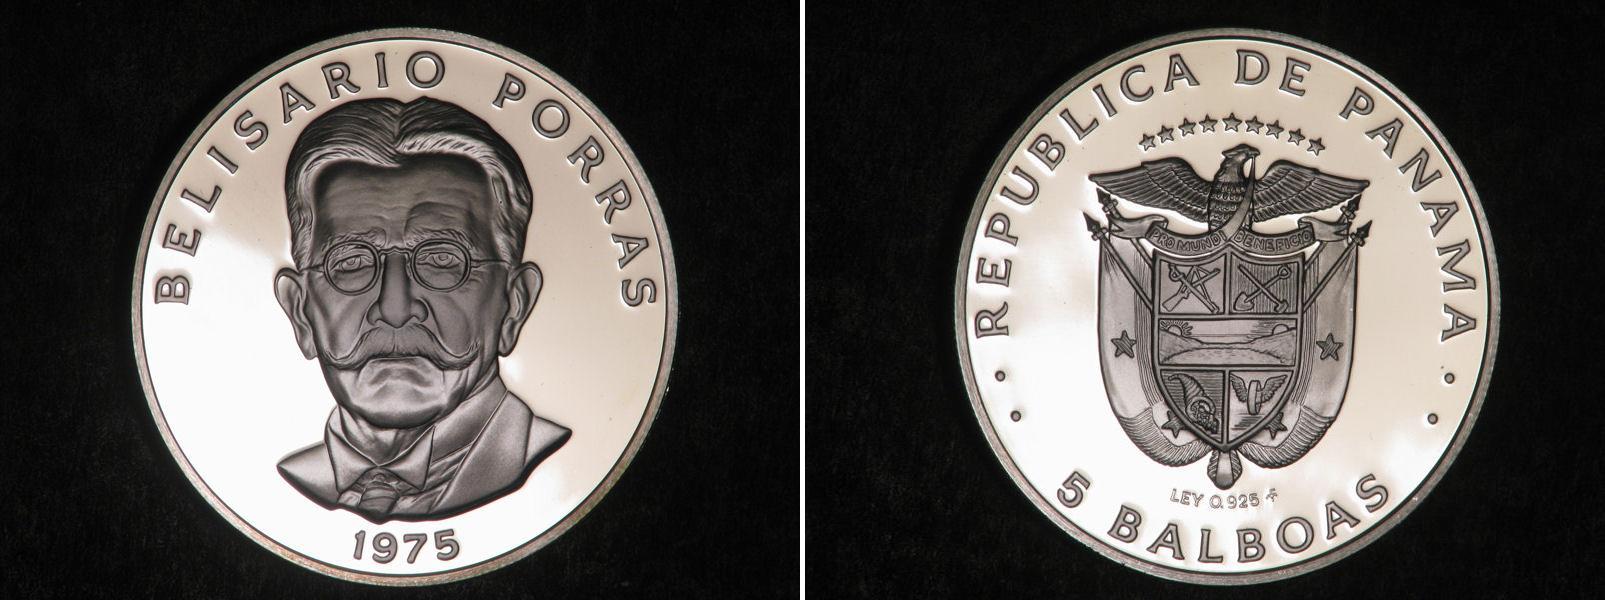 BELISARIO PORRAS
1975
REPUBLICA DE PANAMA
PRO MUNDI BENEFICIO
LEY 0.925
5 BALBOAS